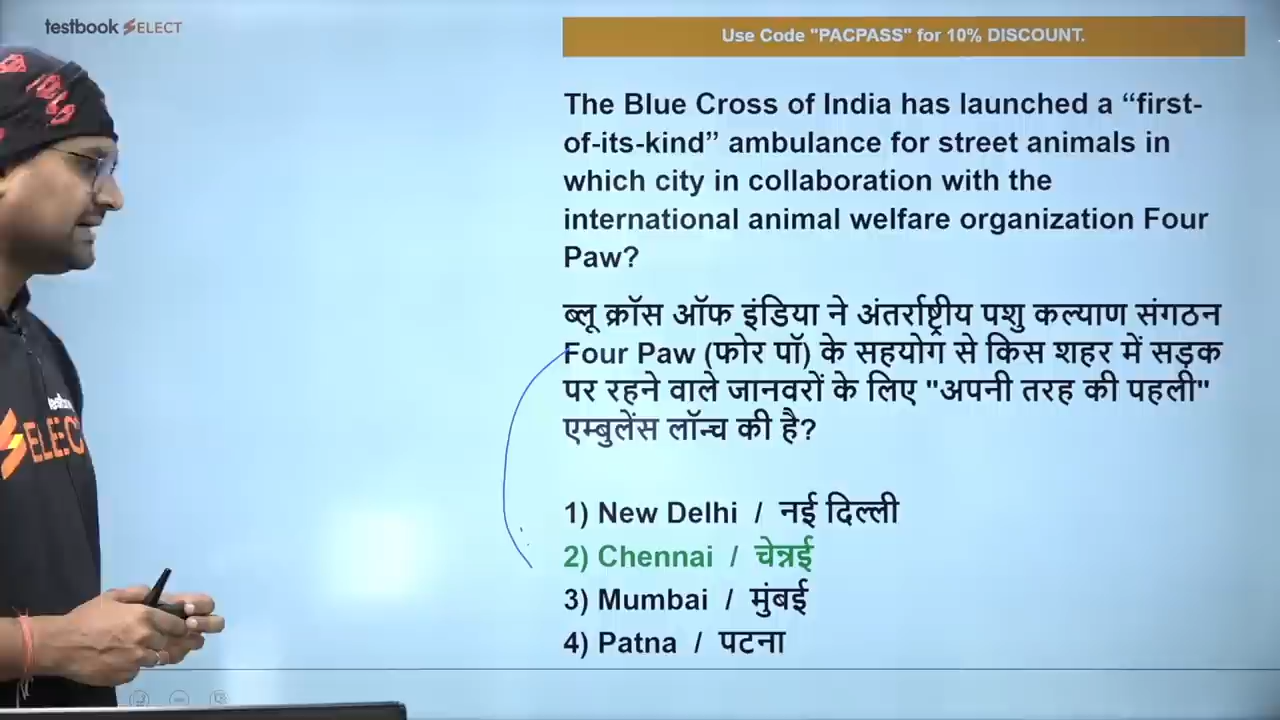 testbook SELECT
Use Code "PACPASS" for 10% DISCOUNT.
The Blue Cross of India has launched a “first-
of-its-kind” ambulance for street animals in
which city in collaboration with the
international animal welfare organization Four
Paw?
ब्लू क्रॉस ऑफ इंडिया ने अंतर्राष्ट्रीय पशु कल्याण संगठन
Four Paw (फोर पॉ) के सहयोग से किस शहर में सड़क
पर रहने वाले जानवरों के लिए "अपनी तरह की पहली"
एम्बुलेंस लॉन्च की है?
1) New Delhi / नई दिल्ली
2) Chennai / चेन्नई
3) Mumbai / मुंबई
4) Patna / पटना